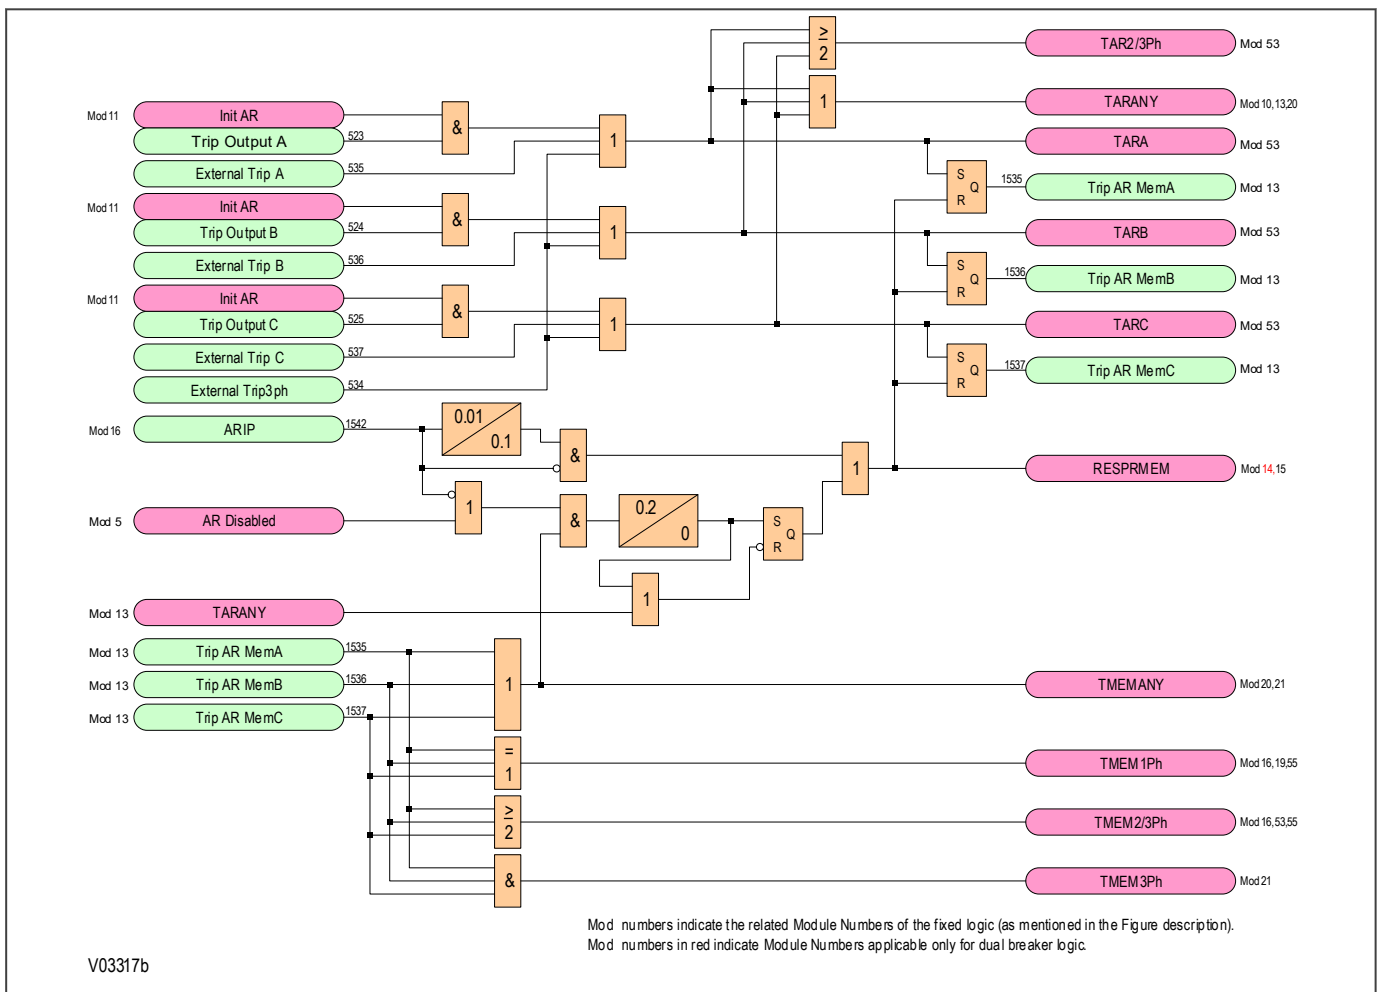 ≥
2
TAR2/3Ph
Mod 53
1
TARANY
Mod 10,13,20
Mod 11
Init AR
Trip Output A
523
&
External Trip A
535
1
TARA
Mod 53
S
Q
R
1535
Trip AR MemA
Mod 13
Mod 11
Init AR
Trip Output B
524
&
External Trip B
536
1
TARB
Mod 53
S
Q
R
1536
Trip AR MemB
Mod 13
Mod 11
Init AR
Trip Output C
525
&
External Trip C
537
1
TARC
Mod 53
S
Q
R
1537
Trip AR MemC
Mod 13
External Trip3ph
534
Mod 16
ARIP
1542
0.01
0.1
&
1
RESPRMEM
Mod 14,15
Mod 5
AR Disabled
1
&
0.2
0
S
Q
R
1
Mod 13
TARANY
Mod 13
Trip AR MemA
1535
Mod 13
Trip AR MemB
1536
1
TMEMANY
Mod 20,21
Mod 13
Trip AR MemC
1537
=
1
TMEM1Ph
Mod 16,19,55
≥
2
TMEM2/3Ph
Mod 16,53,55
&
TMEM3Ph
Mod 21
Mod numbers indicate the related Module Numbers of the fixed logic (as mentioned in the Figure description).
Mod numbers in red indicate Module Numbers applicable only for dual breaker logic.
V03317b